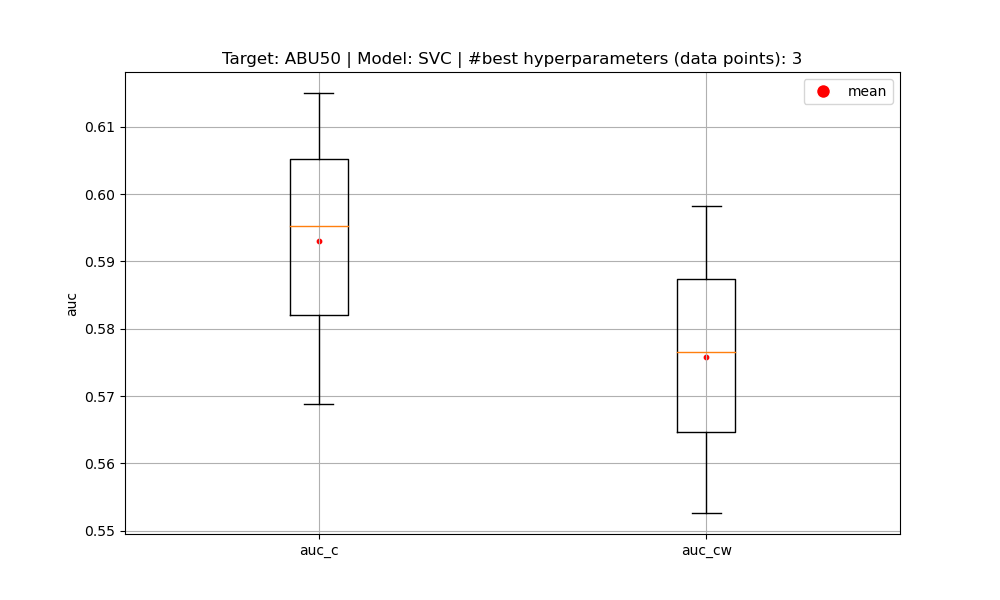 Target: ABU50 | Model: SVC | #best hyperparameters (data points): 3
mean
0.61
0.60
0.59
0.58
0.57
0.56
0.55
auc
auc_c
auc_cw